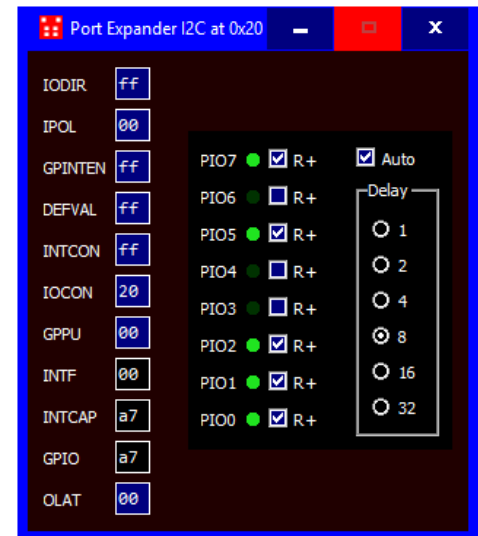 Port Expander I2C at 0x20
IODIR ff
IPOL 00
GPINTEN ff
DEFVAL ff
INTCON ff
IOCON 20
GPPU 00
INTF 00
INTCAP a7
GPIO a7
OLAT 00
PIO7 R+
PIO6 R+
PIO5 R+
PIO4 R+
PIO3 R+
PIO2 R+
PIO1 R+
PIO0 R+
Auto
Delay
1
2
4
8
16
32